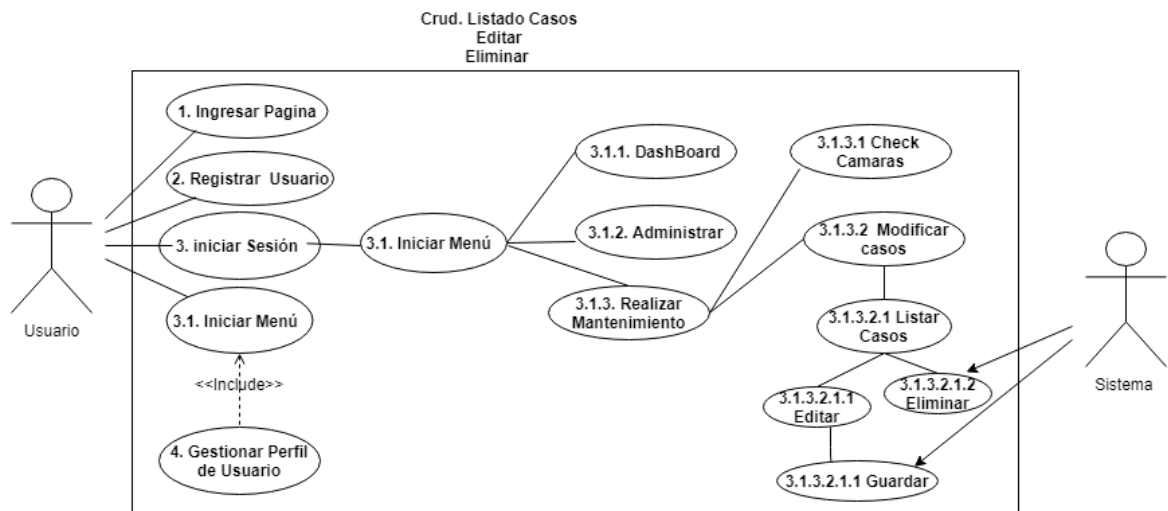 Crud. Listado Casos
Editar
Eliminar
1. Ingresar Pagina
2. Registrar Usuario
3. iniciar Sesión
3.1. Iniciar Menú
<<Include>>
4. Gestionar Perfil
de Usuario
Usuario
3.1. Iniciar Menú
3.1.1. DashBoard
3.1.2. Administrar
3.1.3. Realizar
Mantenimiento
3.1.3.1 Check
Camaras
3.1.3.2 Modificar
casos
3.1.3.2.1 Listar
Casos
3.1.3.2.1.1
Editar
3.1.3.2.1.2
Eliminar
3.1.3.2.1.1 Guardar
Sistema